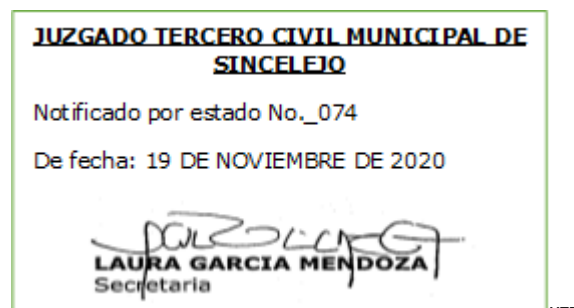 JUZGADO TERCERO CIVIL MUNICIPAL DE
SINCELEJO
Notificado por estado No._074
De fecha: 19 DE NOVIEMBRE DE 2020
LAURA GARCIA MENDOZA
Secretaria